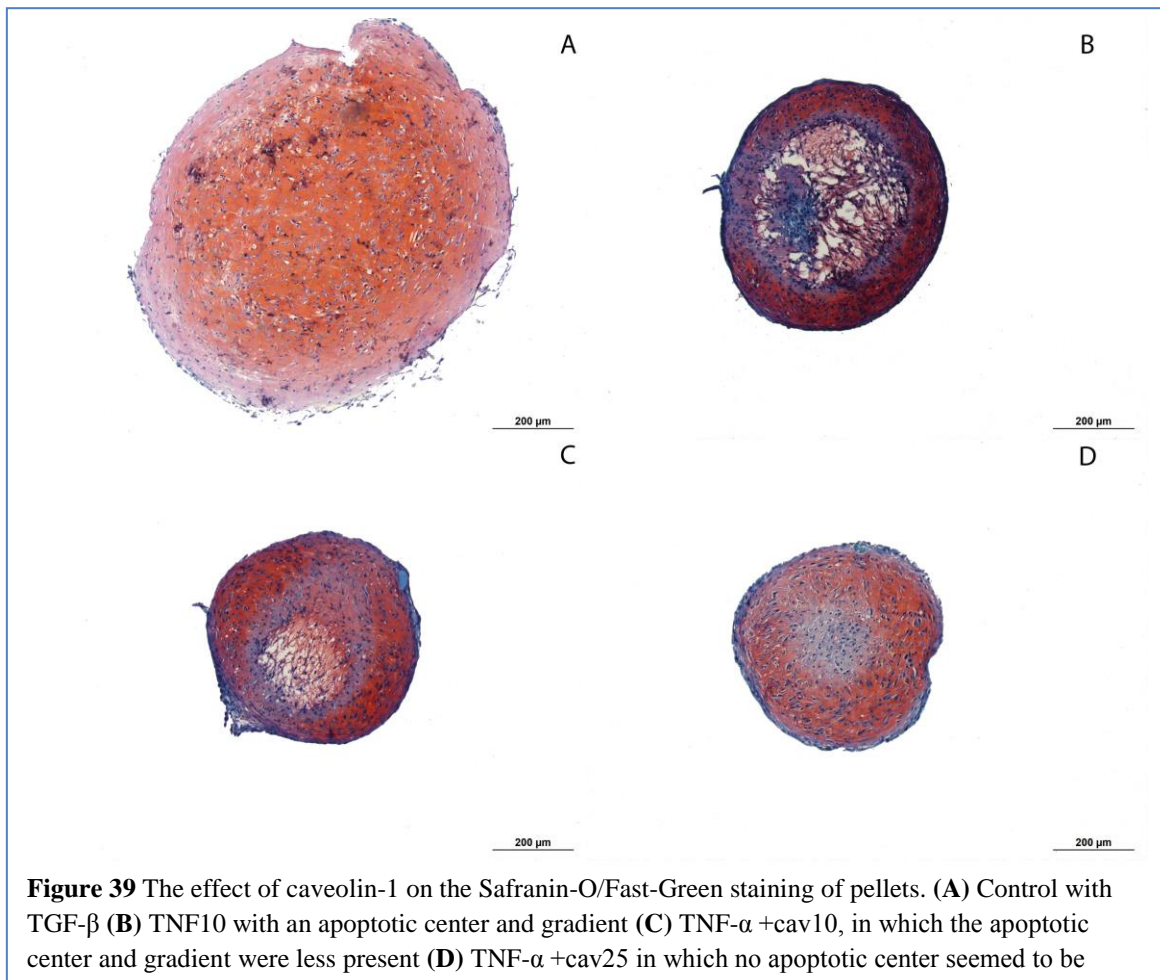 A
B
200 µm
200 µm
C
D
200 µm
200 µm
Figure 39 The effect of caveolin-1 on the Safranin-O/Fast-Green staining of pellets. (A) Control with
TGF-β (B) TNF10 with an apoptotic center and gradient (C) TNF-α +cav10, in which the apoptotic
center and gradient were less present (D) TNF-α +cav25 in which no apoptotic center seemed to be